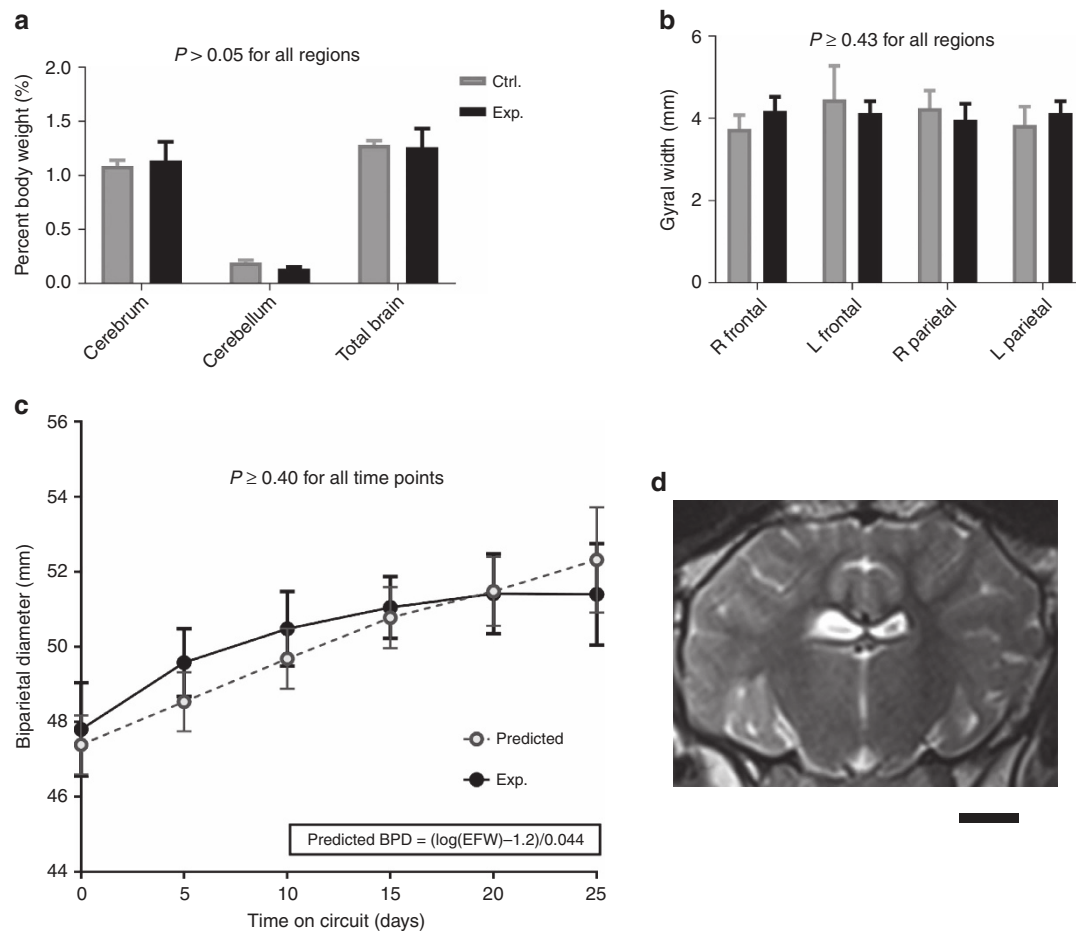 a
P > 0.05 for all regions
Percent body weight (%)
2.0
1.5
1.0
0.5
0.0
Ctrl.
Exp.
Cerebrum
Cerebellum
Total brain
b
P ≥ 0.43 for all regions
Gyral width (mm)
6
4
2
0
R frontal
L frontal
R parietal
L parietal
c
P ≥ 0.40 for all time points
Biparietal diameter (mm)
56
54
52
50
48
46
44
Predicted
Exp.
Predicted BPD = (log(EFW)–1.2)/0.044
0
5
10
15
20
25
Time on circuit (days)
d